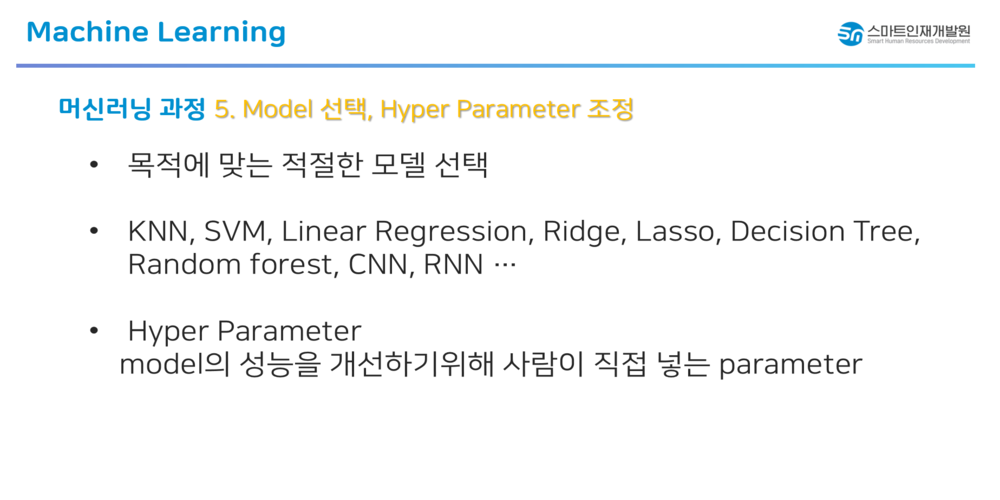 Machine Learning
스마트인재개발원
Smart Human Resources Development
머신러닝 과정 5. Model 선택, Hyper Parameter 조정
• 목적에 맞는 적절한 모델 선택
• KNN, SVM, Linear Regression, Ridge, Lasso, Decision Tree,
Random forest, CNN, RNN ⋯
• Hyper Parameter
model의 성능을 개선하기위해 사람이 직접 넣는 parameter